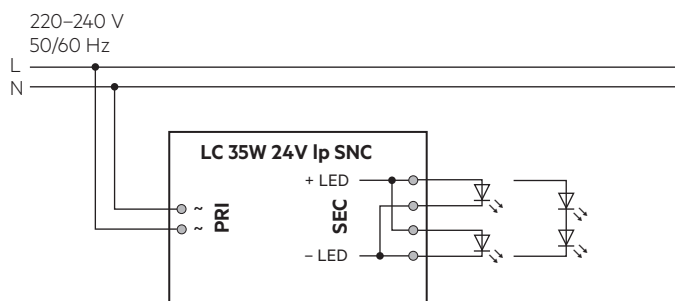 220–240 V
50/60 Hz
L
N
LC 35W 24V lp SNC
+ LED
~
PRI
~
SEC
– LED